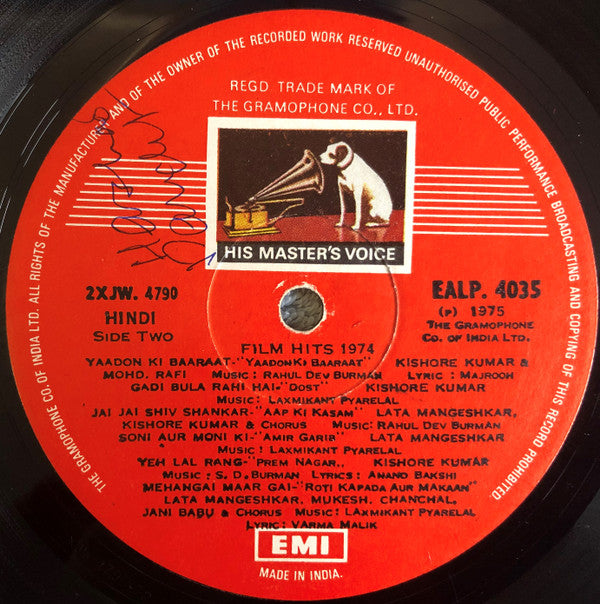 THE GRAMOPHONE CO. OF INDIA LTD. ALL RIGHTS OF THE MANUFACTURER AND OF THE OWNER OF THE RECORDED WORK RESERVED UNAUTHORISED PUBLIC PERFORMANCE BROADCASTING AND COPYING OF THIS RECORD PROHIBITED.
REGD TRADE MARK OF
THE GRAMOPHONE CO., LTD.
HIS MASTER'S VOICE
2XJW. 4790
HINDI
Side Two
EALP. 4035
(P) 1975
The Gramophone
Co. of India Ltd.
FILM HITS 1974
Yaadon Ki Baaraat-"Yaadon Ki Baaraat" Kishore Kumar &
Mohd. Rafi Music: Rahul Dev Burman Lyric: Majrooh
Gadi Bula Rahi Hai-"Dost" Kishore Kumar
Music: Laxmikant Pyarelal
Jai Jai Shiv Shankar-"Aap Ki Kasam" Lata Mangeshkar,
Kishore Kumar & Chorus Music: Rahul Dev Burman
Soni Aur Moni Ki-"Amir Garib" Lata Mangeshkar
Music: Laxmikant Pyarelal
Yeh Lal Rang-"Prem Nagar,, Kishore Kumar
Music: S. D. Burman Lyrics: Anand Bakshi
Mehangai Maar Gai-"Roti Kapada Aur Makaan"
Lata Mangeshkar, Mukesh, Chanchal,
Jani Babu & Chorus Music: Laxmikant Pyarelal
Lyric: Varma Malik
EMI
MADE IN INDIA.